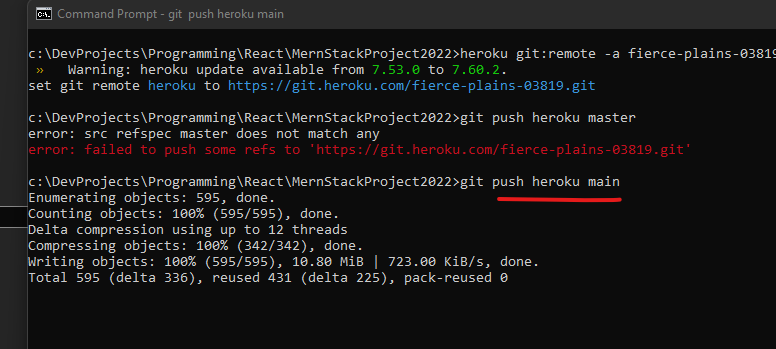 Command Prompt - git  push heroku main
c:\DevProjects\Programming\React\MernStackProject2022>heroku git:remote -a fierce-plains-03819
» Warning: heroku update available from 7.53.0 to 7.60.2.
set git remote heroku to https://git.heroku.com/fierce-plains-03819.git
c:\DevProjects\Programming\React\MernStackProject2022>git push heroku master
error: src refspec master does not match any
error: failed to push some refs to 'https://git.heroku.com/fierce-plains-03819.git'
c:\DevProjects\Programming\React\MernStackProject2022>git push heroku main
Enumerating objects: 595, done.
Counting objects: 100% (595/595), done.
Delta compression using up to 12 threads
Compressing objects: 100% (342/342), done.
Writing objects: 100% (595/595), 10.80 MiB | 723.00 KiB/s, done.
Total 595 (delta 336), reused 431 (delta 225), pack-reused 0